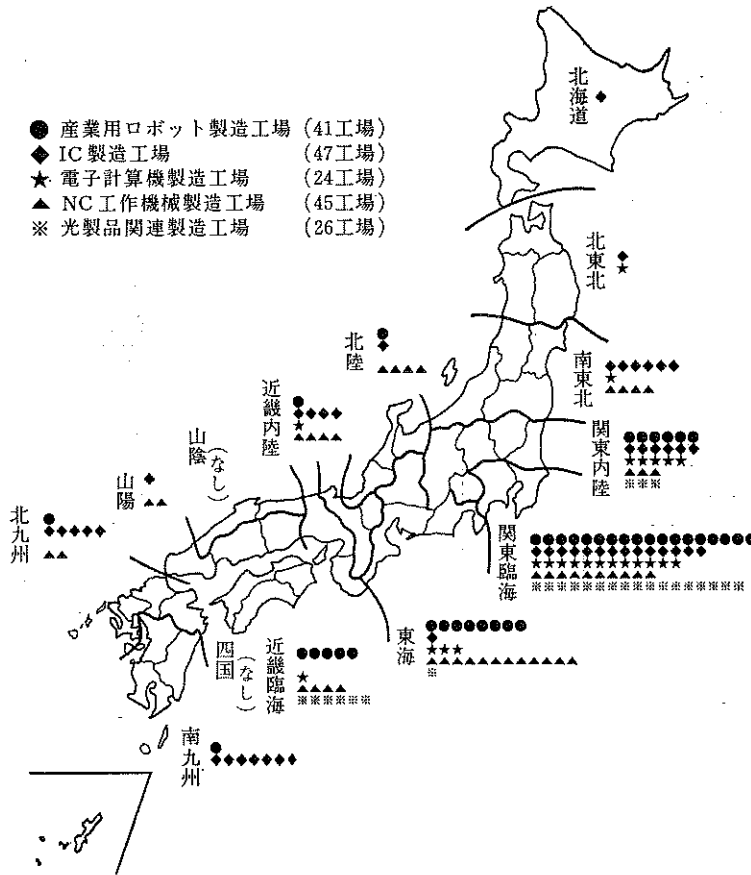 ● 産業用ロボット製造工場 (41工場)
◆ IC製造工場 (47工場)
★ 電子計算機製造工場 (24工場)
▲ NC工作機械製造工場 (45工場)
※ 光製品関連製造工場 (26工場)
北海道
北東北
南東北
北陸
関東内陸
近畿内陸
山陰
(なし)
山陽
北九州
関東臨海
東海
近畿臨海
四国
(なし)
南九州